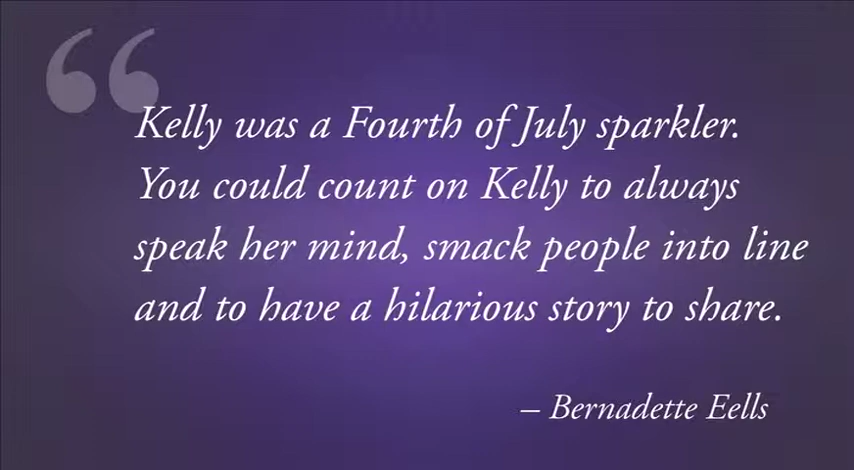 “
Kelly was a Fourth of July sparkler.
You could count on Kelly to always
speak her mind, smack people into line
and to have a hilarious story to share.
– Bernadette Eells